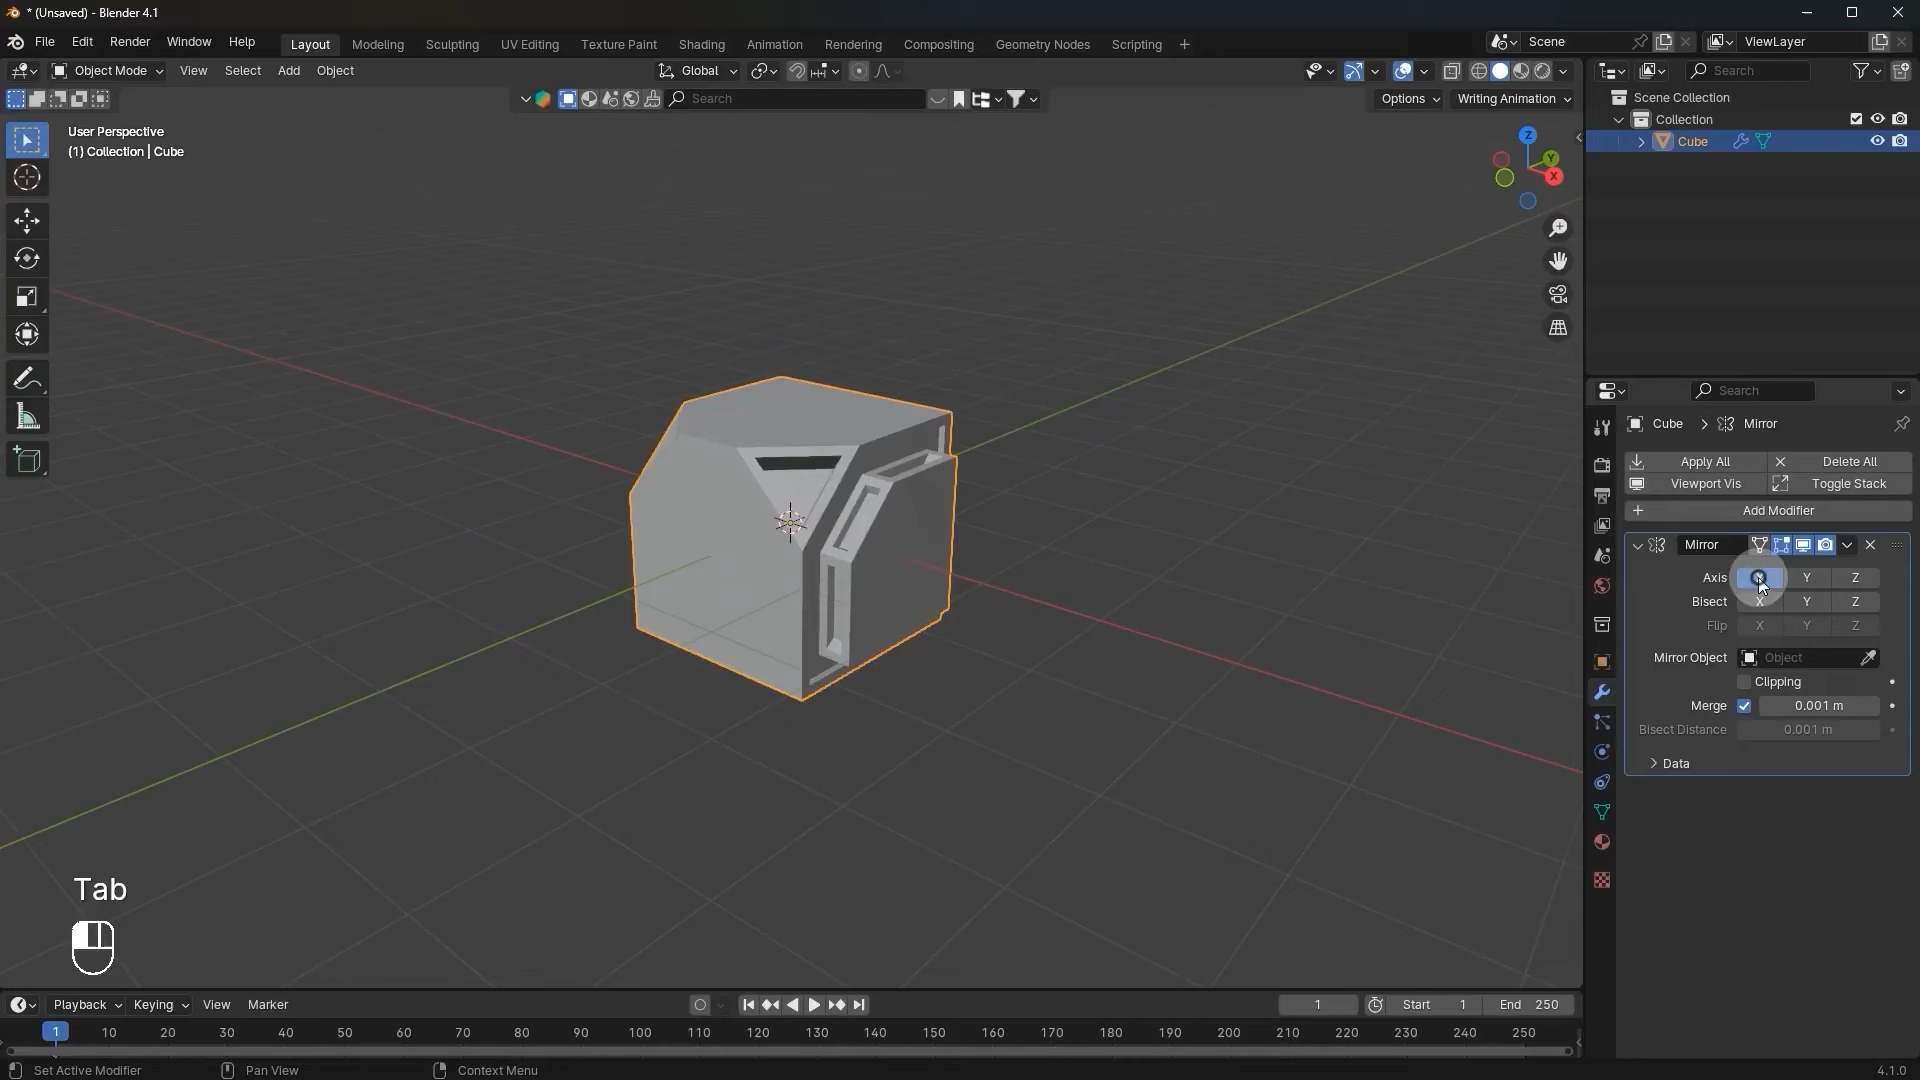 * (Unsaved) - Blender 4.1
File Edit Render Window Help Layout Modeling Sculpting UV Editing Texture Paint Shading Animation Rendering Compositing Geometry Nodes Scripting + Scene ViewLayer
Object Mode View Select Add Object Global Search
Search Options Writing Animation
Scene Collection
Collection
Cube
User Perspective
(1) Collection | Cube
Z
Y
X
Search
Cube > Mirror
Apply All Delete All
Viewport Vis Toggle Stack
Add Modifier
Mirror
Axis Y Z
Bisect X Y Z
Flip X Y Z
Mirror Object Object
Clipping
Merge 0.001 m
Bisect Distance 0.001 m
Data
Tab
Playback Keying View Marker 1 Start 1 End 250
1 10 20 30 40 50 60 70 80 90 100 110 120 130 140 150 160 170 180 190 200 210 220 230 240 250
Set Active Modifier Pan View Context Menu 4.1.0